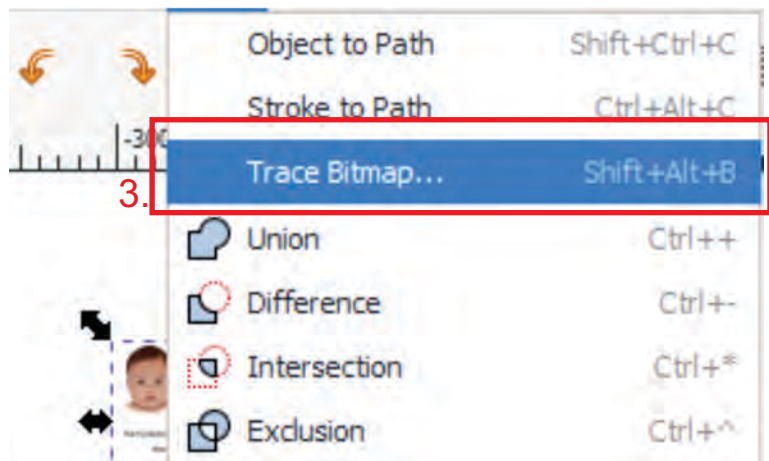 Object to Path Shift+Ctrl+C
Stroke to Path Ctrl+Alt+C
-300
3. Trace Bitmap... Shift+Alt+B
Union Ctrl++
Difference Ctrl+-
Intersection Ctrl+*
Exclusion Ctrl+^